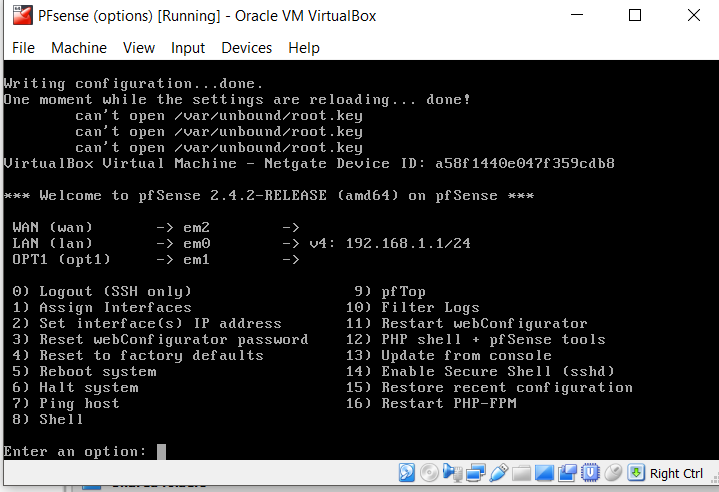 PFsense (options) [Running] - Oracle VM VirtualBox
File Machine View Input Devices Help
Writing configuration...done.
One moment while the settings are reloading... done!
can't open /var/unbound/root.key
can't open /var/unbound/root.key
can't open /var/unbound/root.key
VirtualBox Virtual Machine - Netgate Device ID: a58f1440e047f359cdb8
*** Welcome to pfSense 2.4.2-RELEASE (amd64) on pfSense ***
WAN (wan) -> em2 ->
LAN (lan) -> em0 -> v4: 192.168.1.1/24
OPT1 (opt1) -> em1 ->
0) Logout (SSH only) 9) pfTop
1) Assign Interfaces 10) Filter Logs
2) Set interface(s) IP address 11) Restart webConfigurator
3) Reset webConfigurator password 12) PHP shell + pfSense tools
4) Reset to factory defaults 13) Update from console
5) Reboot system 14) Enable Secure Shell (sshd)
6) Halt system 15) Restore recent configuration
7) Ping host 16) Restart PHP-FPM
8) Shell
Enter an option:
Right Ctrl